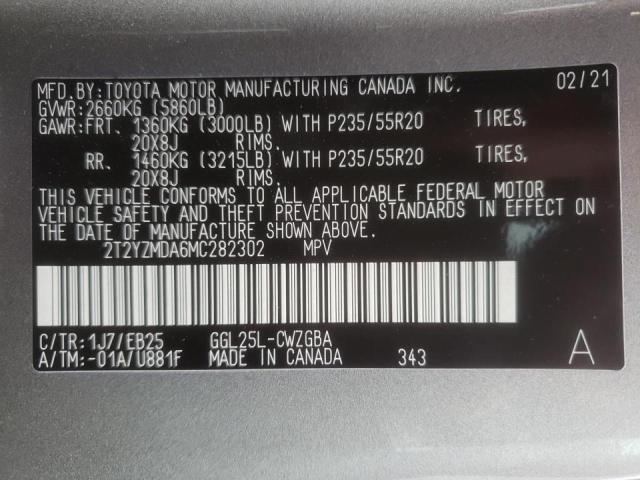 MFD.BY:TOYOTA MOTOR MANUFACTURING CANADA INC. 02/21
GVWR:2660KG (5860LB)
GAWR:FRT. 1360KG (3000LB) WITH P235/55R20 TIRES,
20X8J RIMS.
RR. 1460KG (3215LB) WITH P235/55R20 TIRES,
20X8J RIMS.
THIS VEHICLE CONFORMS TO ALL APPLICABLE FEDERAL MOTOR
VEHICLE SAFETY AND THEFT PREVENTION STANDARDS IN EFFECT ON
THE DATE OF MANUFACTURE SHOWN ABOVE.
2T2YZMDA6MC282302 MPV
C/TR:1J7/EB25 GGL25L-CWZGBA
A/TM:-01A/U881F MADE IN CANADA 343 A